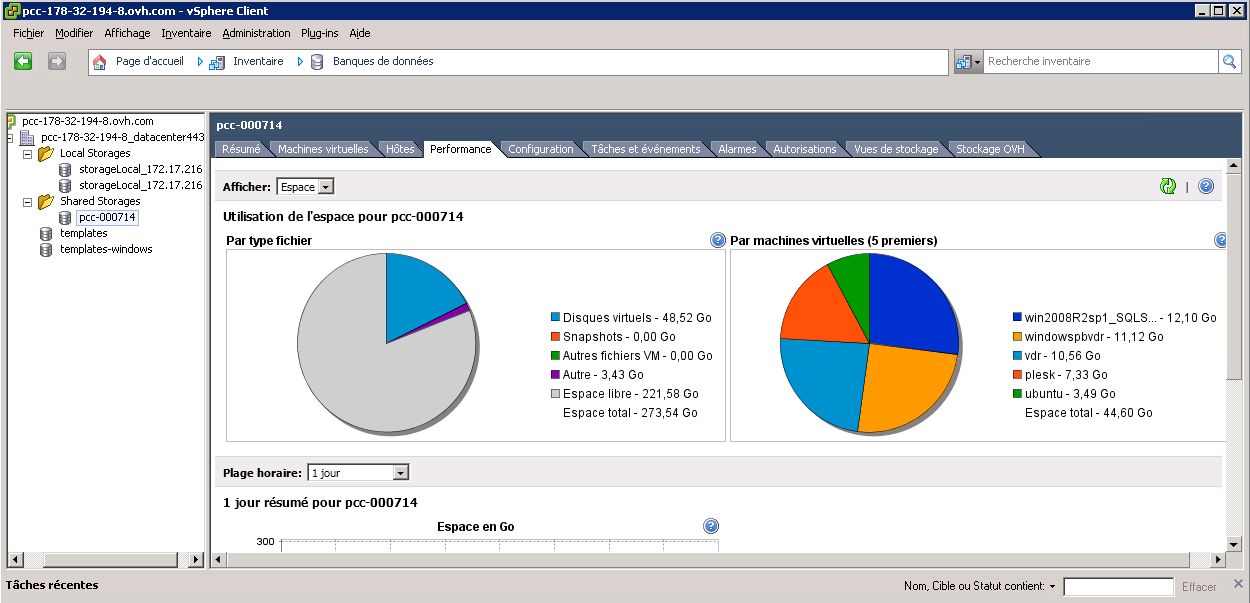 pcc-178-32-194-8.ovh.com - vSphere Client
Fichier Modifier Affichage Inventaire Administration Plug-ins Aide
Page d'accueil Inventaire Banques de données Recherche inventaire
pcc-178-32-194-8.ovh.com
pcc-178-32-194-8_datacenter443
Local Storages
storageLocal_172.17.216
storageLocal_172.17.216
Shared Storages
pcc-000714
templates
templates-windows
pcc-000714
Résumé Machines virtuelles Hôtes Performance Configuration Tâches et événements Alarmes Autorisations Vues de stockage Stockage OVH
Afficher: Espace
Utilisation de l'espace pour pcc-000714
Par type fichier
Disques virtuels - 48,52 Go
Snapshots - 0,00 Go
Autres fichiers VM - 0,00 Go
Autre - 3,43 Go
Espace libre - 221,58 Go
Espace total - 273,54 Go
Par machines virtuelles (5 premiers)
win2008R2sp1_SQLS... - 12,10 Go
windowspbvdr - 11,12 Go
vdr - 10,56 Go
plesk - 7,33 Go
ubuntu - 3,49 Go
Espace total - 44,60 Go
Plage horaire: 1 jour
1 jour résumé pour pcc-000714
Espace en Go
300
Tâches récentes
Nom, Cible ou Statut contient: Effacer